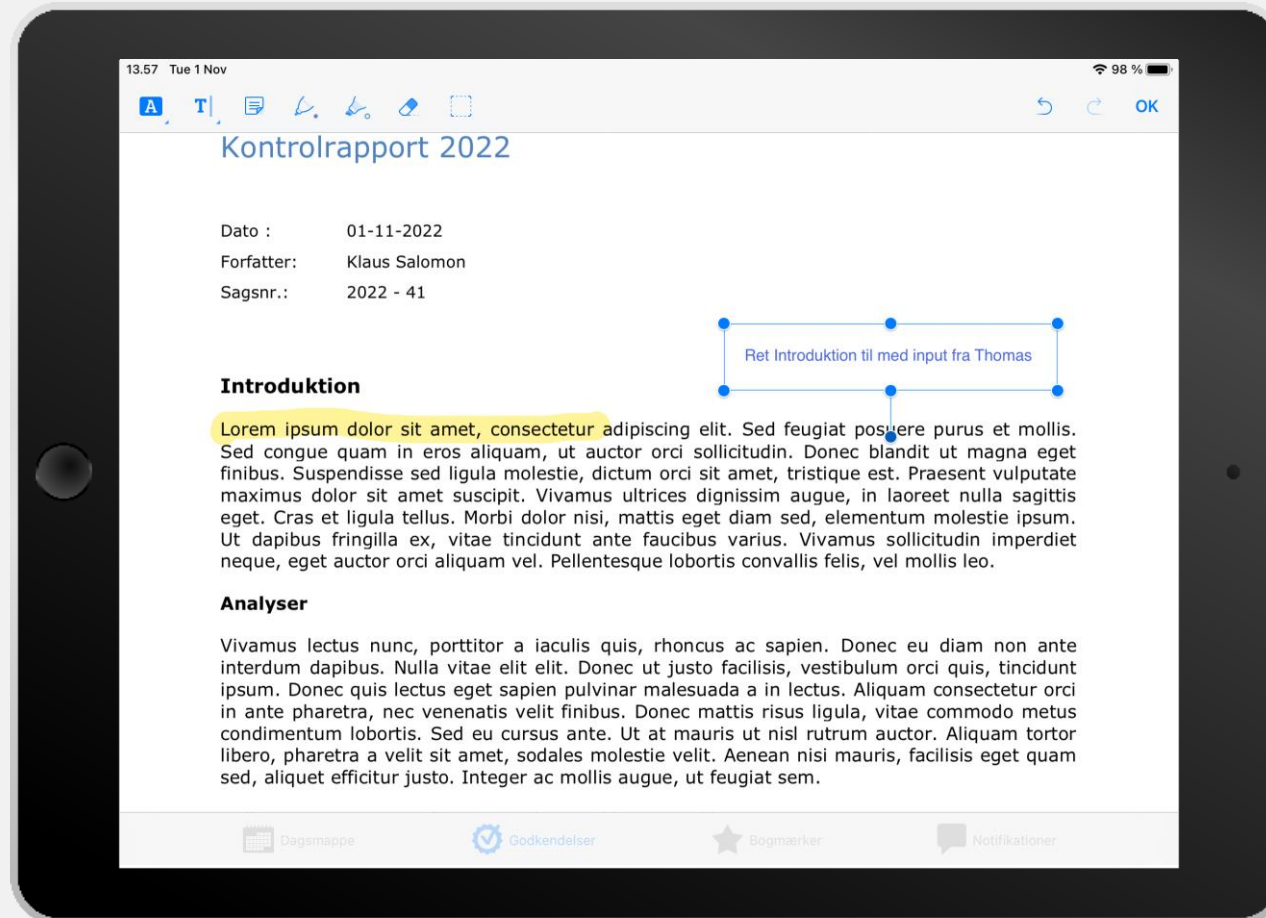 13.57 Tue 1 Nov
98 %
A T OK
Kontrolrapport 2022
Dato : 01-11-2022
Forfatter: Klaus Salomon
Sagsnr.: 2022 - 41
Ret Introduktion til med input fra Thomas
Introduktion
Lorem ipsum dolor sit amet, consectetur adipiscing elit. Sed feugiat posuere purus et mollis.
Sed congue quam in eros aliquam, ut auctor orci sollicitudin. Donec blandit ut magna eget
finibus. Suspendisse sed ligula molestie, dictum orci sit amet, tristique est. Praesent vulputate
maximus dolor sit amet suscipit. Vivamus ultrices dignissim augue, in laoreet nulla sagittis
eget. Cras et ligula tellus. Morbi dolor nisi, mattis eget diam sed, elementum molestie ipsum.
Ut dapibus fringilla ex, vitae tincidunt ante faucibus varius. Vivamus sollicitudin imperdiet
neque, eget auctor orci aliquam vel. Pellentesque lobortis convallis felis, vel mollis leo.
Analyser
Vivamus lectus nunc, porttitor a iaculis quis, rhoncus ac sapien. Donec eu diam non ante
interdum dapibus. Nulla vitae elit elit. Donec ut justo facilisis, vestibulum orci quis, tincidunt
ipsum. Donec quis lectus eget sapien pulvinar malesuada a in lectus. Aliquam consectetur orci
in ante pharetra, nec venenatis velit finibus. Donec mattis risus ligula, vitae commodo metus
condimentum lobortis. Sed eu cursus ante. Ut at mauris ut nisl rutrum auctor. Aliquam tortor
libero, pharetra a velit sit amet, sodales molestie velit. Aenean nisi mauris, facilisis eget quam
sed, aliquet efficitur justo. Integer ac mollis augue, ut feugiat sem.
Dagsmappe Godkendelser Bogmærker Notifikationer